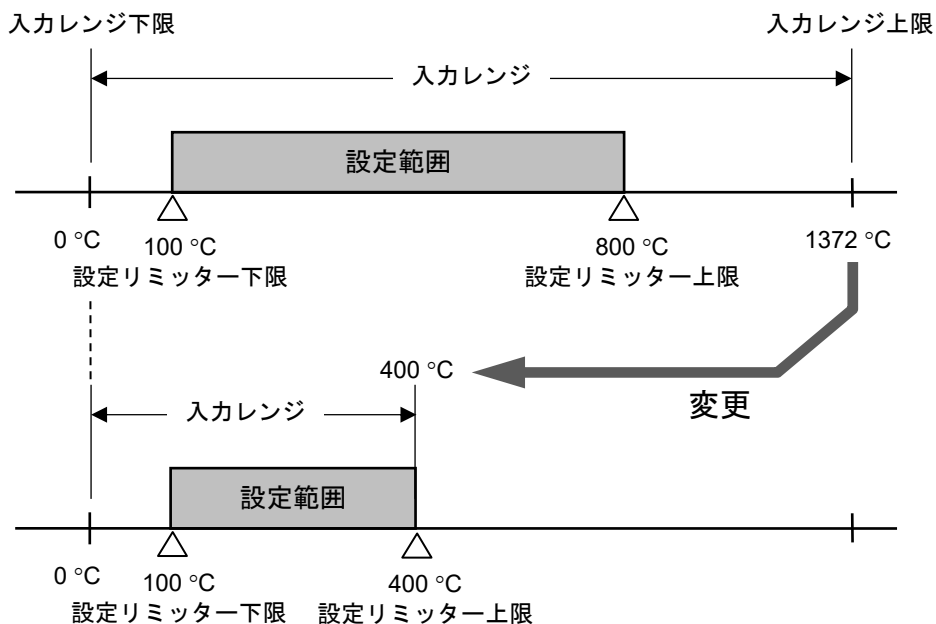 入力レンジ下限
入力レンジ上限
入力レンジ
設定範囲
0 °C
100 °C
設定リミッター下限
800 °C
設定リミッター上限
1372 °C
400 °C
変更
入力レンジ
設定範囲
0 °C
100 °C
設定リミッター下限
400 °C
設定リミッター上限